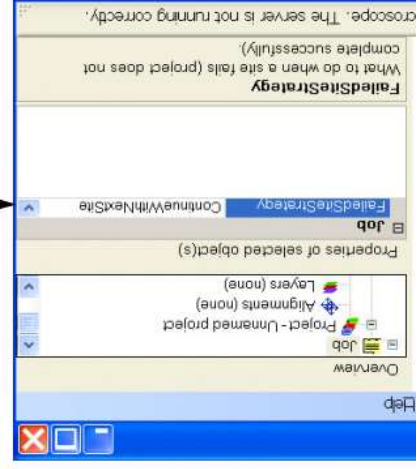 Help
Overview
Job
Project - Unnamed project
Alignments (none)
Layers (none)
Properties of selected object(s)
Job
FailedSiteStrategy ContinueWithNextSite
FailedSiteStrategy
What to do when a site fails (project does not
complete successfully).
croscope. The server is not running correctly.